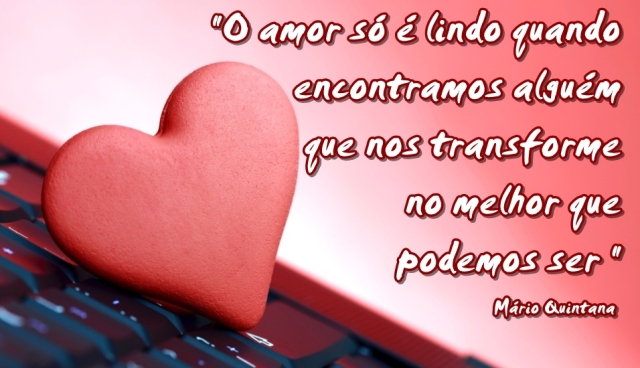 "O amor só é lindo quando
encontramos alguém
que nos transforme
no melhor que
podemos ser "
Mário Quintana